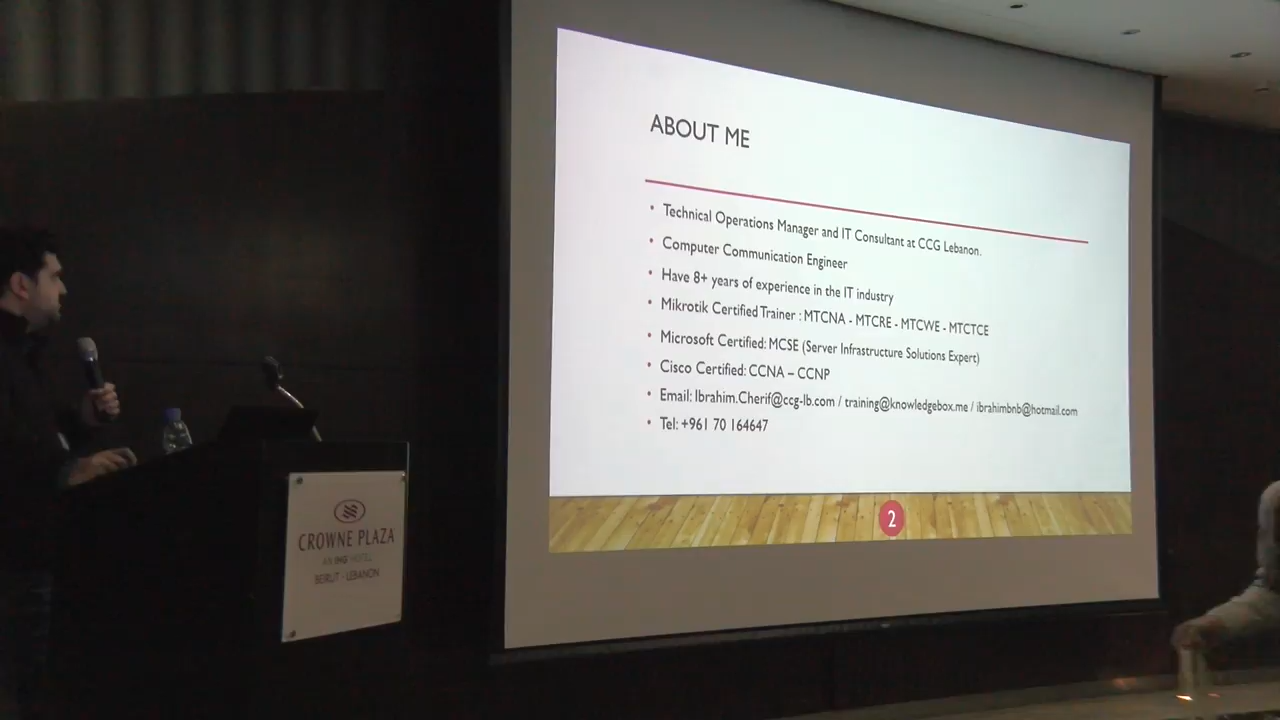 ABOUT ME
• Technical Operations Manager and IT Consultant at CCG Lebanon.
• Computer Communication Engineer
• Have 8+ years of experience in the IT industry
• Mikrotik Certified Trainer : MTCNA - MTCRE - MTCWE - MTCTCE
• Microsoft Certified: MCSE (Server Infrastructure Solutions Expert)
• Cisco Certified: CCNA – CCNP
• Email: Ibrahim.Cherif@ccg-lb.com / training@knowledgebox.me / ibrahimbnb@hotmail.com
• Tel: +961 70 164647
2
CROWNE PLAZA
AN IHG HOTEL
BEIRUT - LEBANON